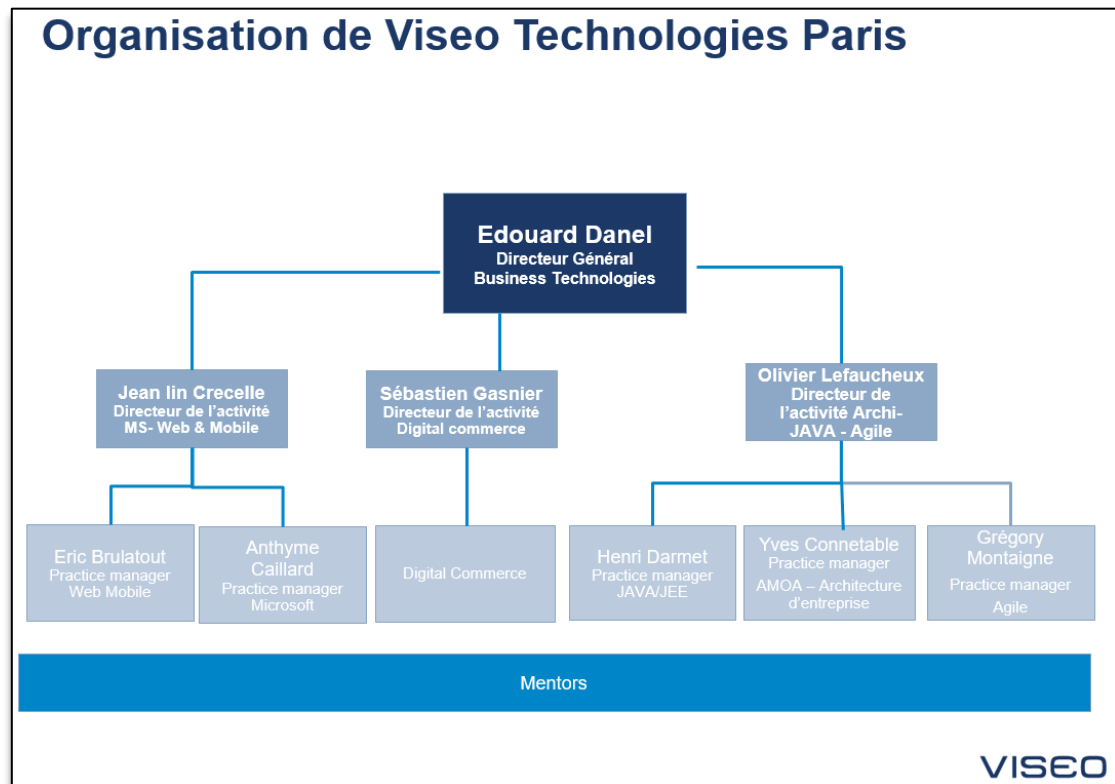 Organisation de Viseo Technologies Paris
Edouard Danel
Directeur Général
Business Technologies
Jean lin Crecelle
Directeur de l'activité
MS- Web & Mobile
Sébastien Gasnier
Directeur de l'activité
Digital commerce
Olivier Lefaucheux
Directeur de
l'activité Archi-
JAVA - Agile
Eric Brulatout
Practice manager
Web Mobile
Anthyme
Caillard
Practice manager
Microsoft
Digital Commerce
Henri Darmet
Practice manager
JAVA/JEE
Yves Connetable
Practice manager
AMOA – Architecture
d'entreprise
Grégory
Montaigne
Practice manager
Agile
Mentors
VISEO